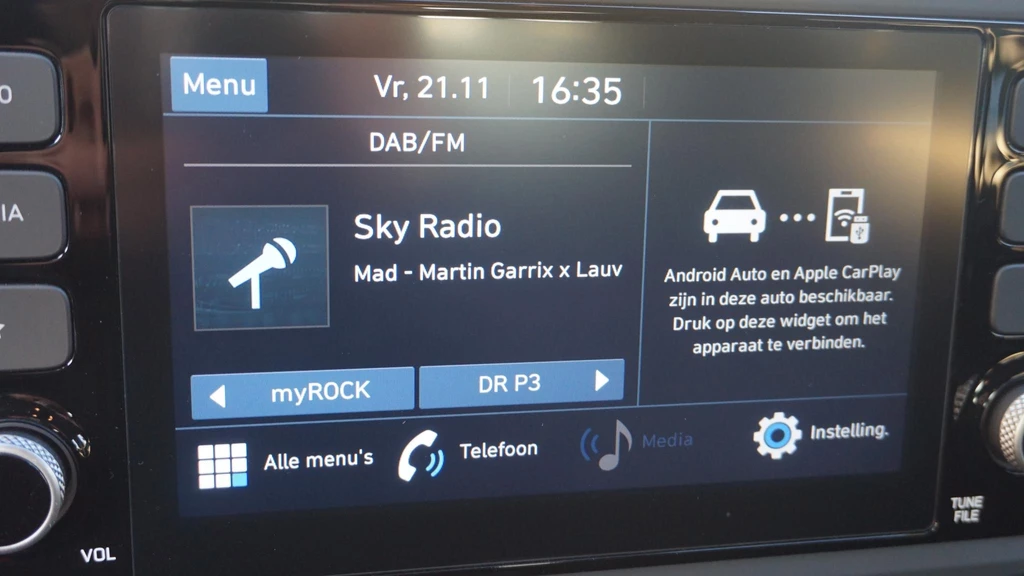 Menu
Vr, 21.11
16:35
DAB/FM
Sky Radio
Mad - Martin Garrix x Lauv
myROCK
DR P3
Android Auto en Apple CarPlay
zijn in deze auto beschikbaar.
Druk op deze widget om het
apparaat te verbinden.
Alle menu's
Telefoon
Media
Instelling.
VOL
TUNE
FILE